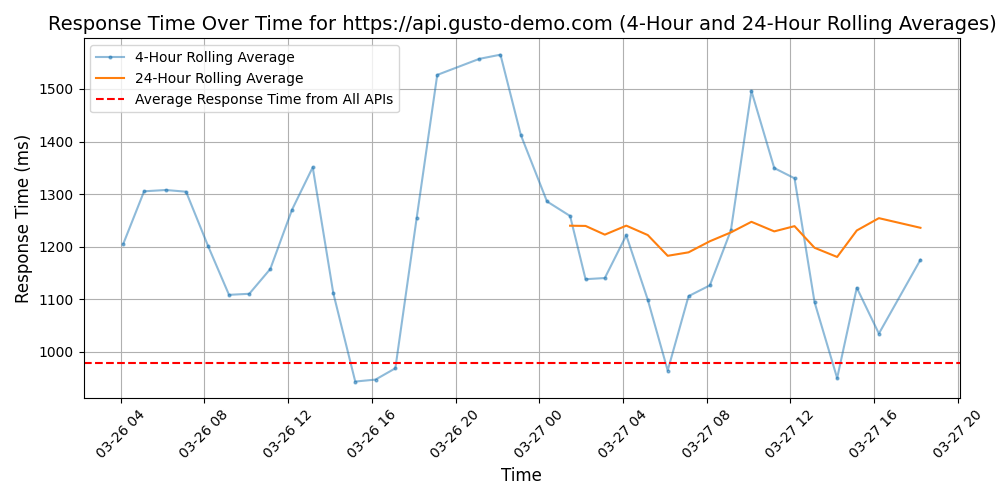 Response Time Over Time for https://api.gusto-demo.com (4-Hour and 24-Hour Rolling Averages)
4-Hour Rolling Average
24-Hour Rolling Average
Average Response Time from All APIs
Response Time (ms)
1500
1400
1300
1200
1100
1000
03-26 04
03-26 08
03-26 12
03-26 16
03-26 20
03-27 00
03-27 04
03-27 08
03-27 12
03-27 16
03-27 20
Time